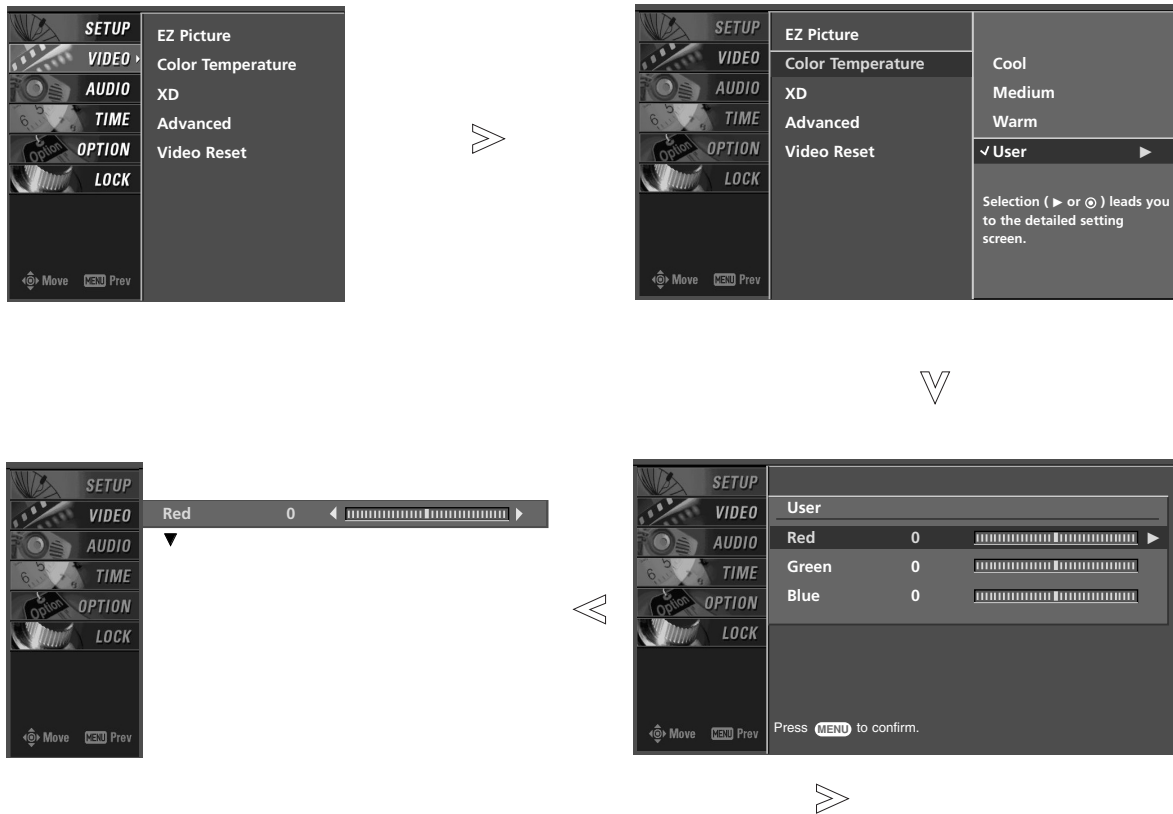 SETUP
VIDEO
AUDIO
TIME
OPTION
Option
LOCK
Move MENU Prev
EZ Picture
Color Temperature
XD
Advanced
Video Reset
SETUP
VIDEO
AUDIO
TIME
OPTION
Option
LOCK
Move MENU Prev
EZ Picture
Color Temperature
XD
Advanced
Video Reset
Cool
Medium
Warm
✓ User ▶
Selection ( ▶ or ◉ ) leads you
to the detailed setting
screen.
SETUP
VIDEO
AUDIO
TIME
OPTION
Option
LOCK
Move MENU Prev
Red 0
SETUP
VIDEO
AUDIO
TIME
OPTION
Option
LOCK
Move MENU Prev
User
Red 0
Green 0
Blue 0
Press MENU to confirm.